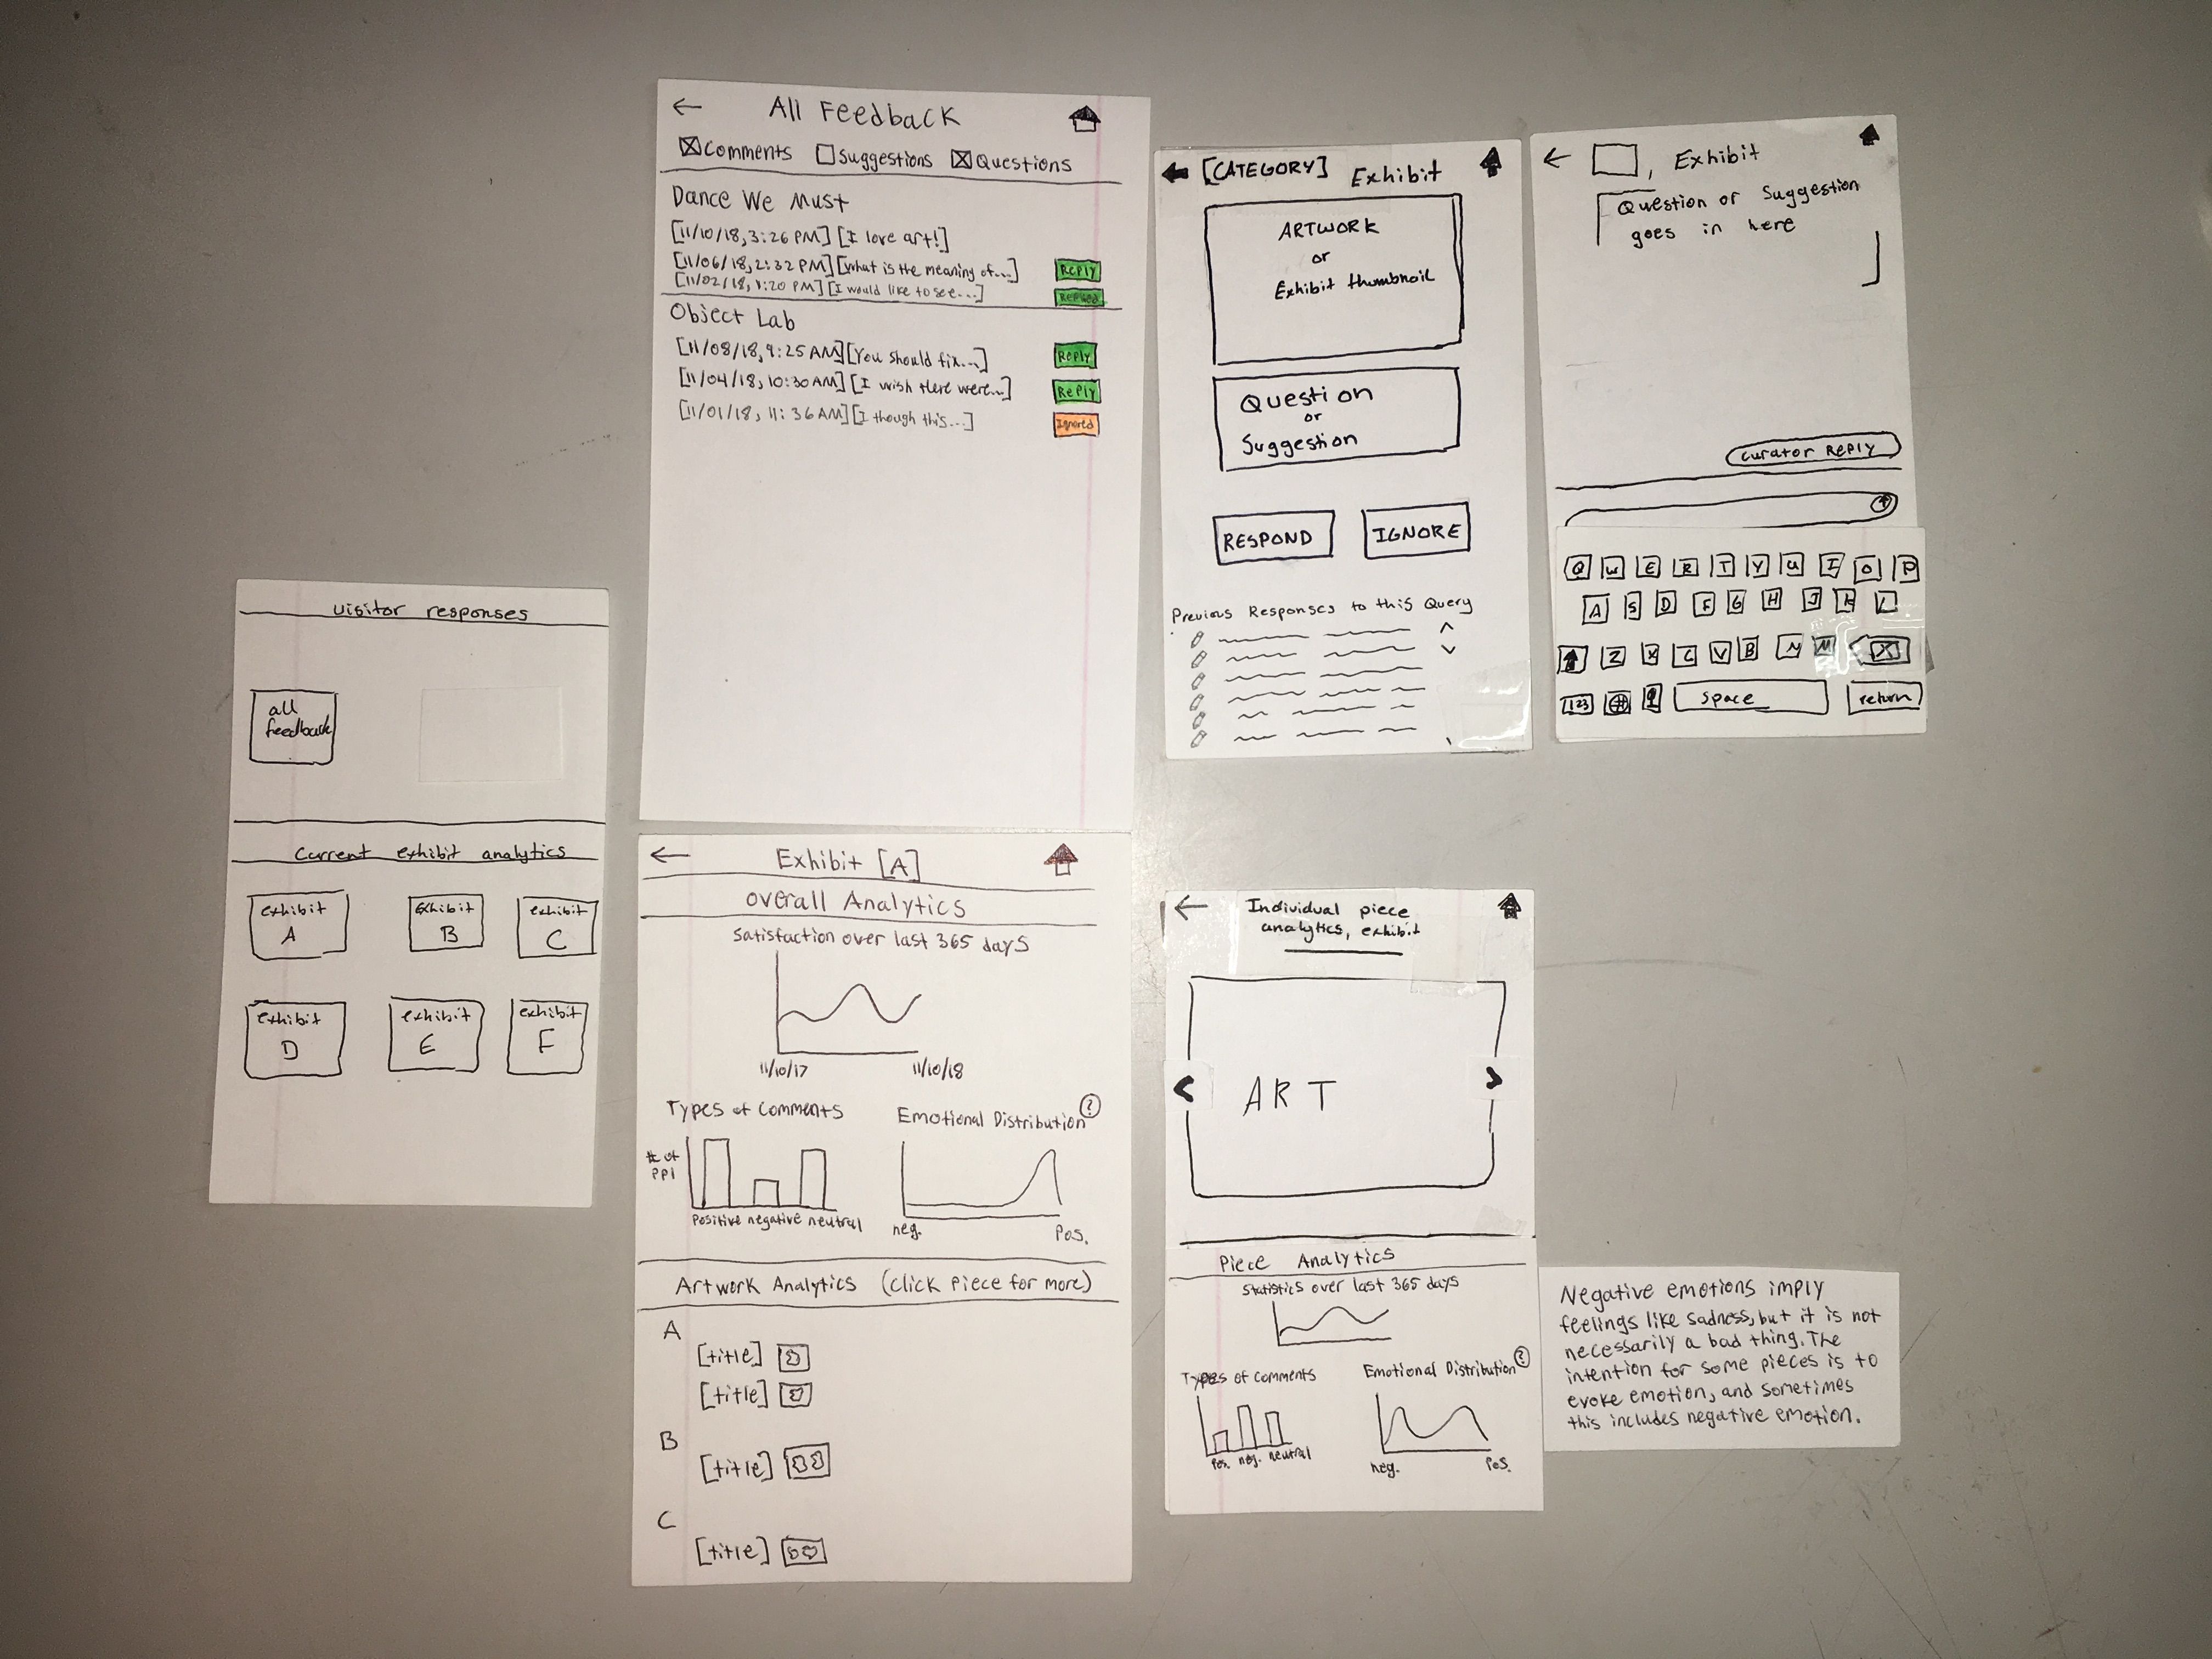 visitor responses
all
feedback
current exhibit analytics
exhibit A
exhibit B
exhibit C
exhibit D
exhibit E
exhibit F
← All Feedback
☒ Comments ☐ Suggestions ☒ Questions
Dance We Must
[11/10/18, 3:26 PM] [I love art!]
[11/06/18, 2:32 PM] [What is the meaning of...] Reply
[11/02/18, 1:20 PM] [I would like to see...] Replied
Object Lab
[11/08/18, 9:25 AM] [You should fix...] Reply
[11/04/18, 10:30 AM] [I wish there were...] Reply
[11/01/18, 11:36 AM] [I though this...] Ignored
← Exhibit [A]
Overall Analytics
Satisfaction over last 365 days
11/10/17 11/10/18
Types of Comments
# of
ppl
Positive negative neutral
Emotional Distribution ?
neg. Pos.
Artwork Analytics (Click piece for more)
A [title]
[title]
B [title]
C [title]
← [CATEGORY] Exhibit
ARTWORK
or
Exhibit thumbnail
Question
or
Suggestion
RESPOND IGNORE
Previous Responses to this Query
← Individual piece
analytics, exhibit
< ART >
Piece Analytics
Statistics over last 365 days
Types of Comments
Pos. neg. neutral
Emotional Distribution ?
neg. Pos.
← , Exhibit
Question or Suggestion
goes in here
Curator Reply
Q W E R T Y U I O P
A S D F G H J K L
Z X C V B N M
123 space return
Negative emotions imply
feelings like sadness, but it is not
necessarily a bad thing. The
intention for some pieces is to
evoke emotion, and sometimes
this includes negative emotion.